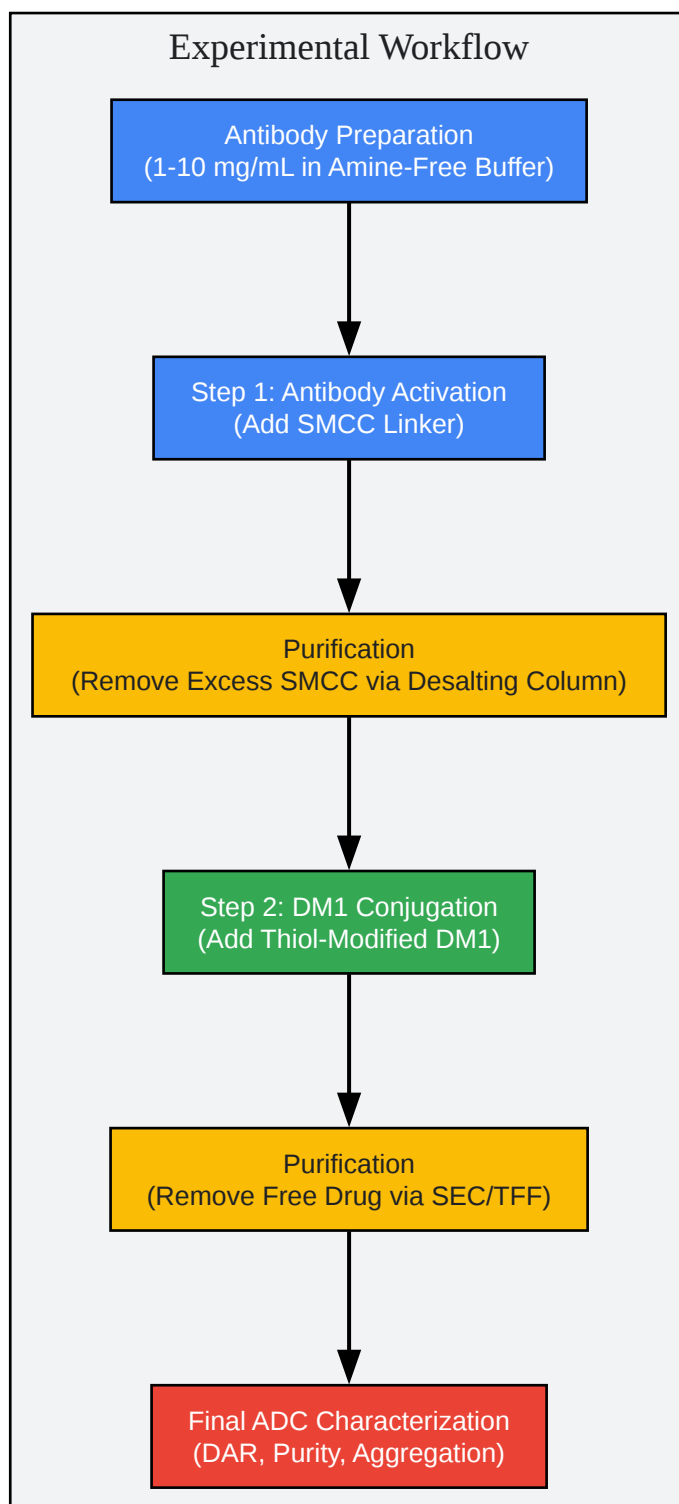 Experimental Workflow
Antibody Preparation
(1-10 mg/mL in Amine-Free Buffer)
Step 1: Antibody Activation
(Add SMCC Linker)
Purification
(Remove Excess SMCC via Desalting Column)
Step 2: DM1 Conjugation
(Add Thiol-Modified DM1)
Purification
(Remove Free Drug via SEC/TFF)
Final ADC Characterization
(DAR, Purity, Aggregation)